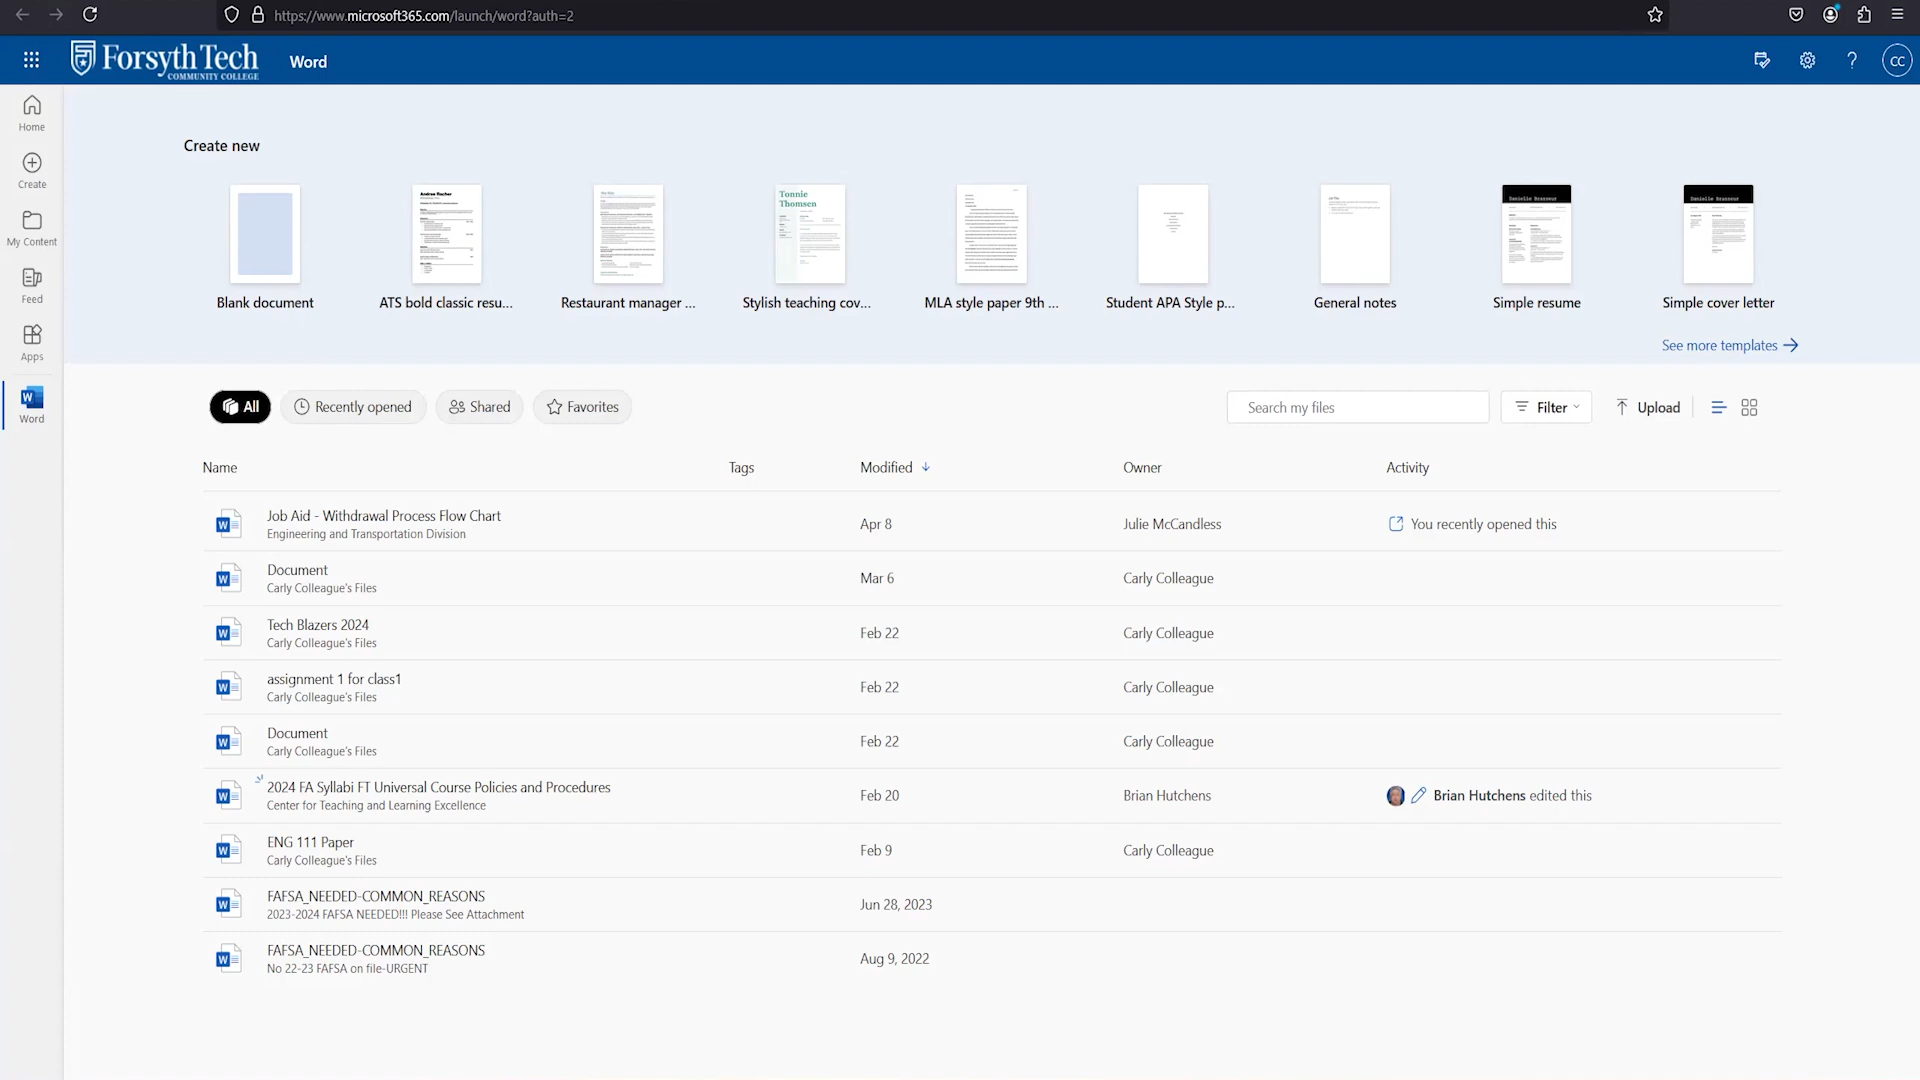 https://www.microsoft365.com/launch/word?auth=2
Forsyth Tech
COMMUNITY COLLEGE
Word
CC
Home
Create
My Content
Feed
Apps
Word
Create new
Andree Rocher
Tonnie
Thomsen
Danielle Brasseur
Danielle Brasseur
Blank document
ATS bold classic resu...
Restaurant manager ...
Stylish teaching cov...
MLA style paper 9th ...
Student APA Style p...
General notes
Simple resume
Simple cover letter
See more templates
All
Recently opened
Shared
Favorites
Search my files
Filter
Upload
Name
Tags
Modified
Owner
Activity
Job Aid - Withdrawal Process Flow Chart
Engineering and Transportation Division
Apr 8
Julie McCandless
You recently opened this
Document
Carly Colleague's Files
Mar 6
Carly Colleague
Tech Blazers 2024
Carly Colleague's Files
Feb 22
Carly Colleague
assignment 1 for class1
Carly Colleague's Files
Feb 22
Carly Colleague
Document
Carly Colleague's Files
Feb 22
Carly Colleague
2024 FA Syllabi FT Universal Course Policies and Procedures
Center for Teaching and Learning Excellence
Feb 20
Brian Hutchens
Brian Hutchens edited this
ENG 111 Paper
Carly Colleague's Files
Feb 9
Carly Colleague
FAFSA_NEEDED-COMMON_REASONS
2023-2024 FAFSA NEEDED!!! Please See Attachment
Jun 28, 2023
FAFSA_NEEDED-COMMON_REASONS
No 22-23 FAFSA on file-URGENT
Aug 9, 2022